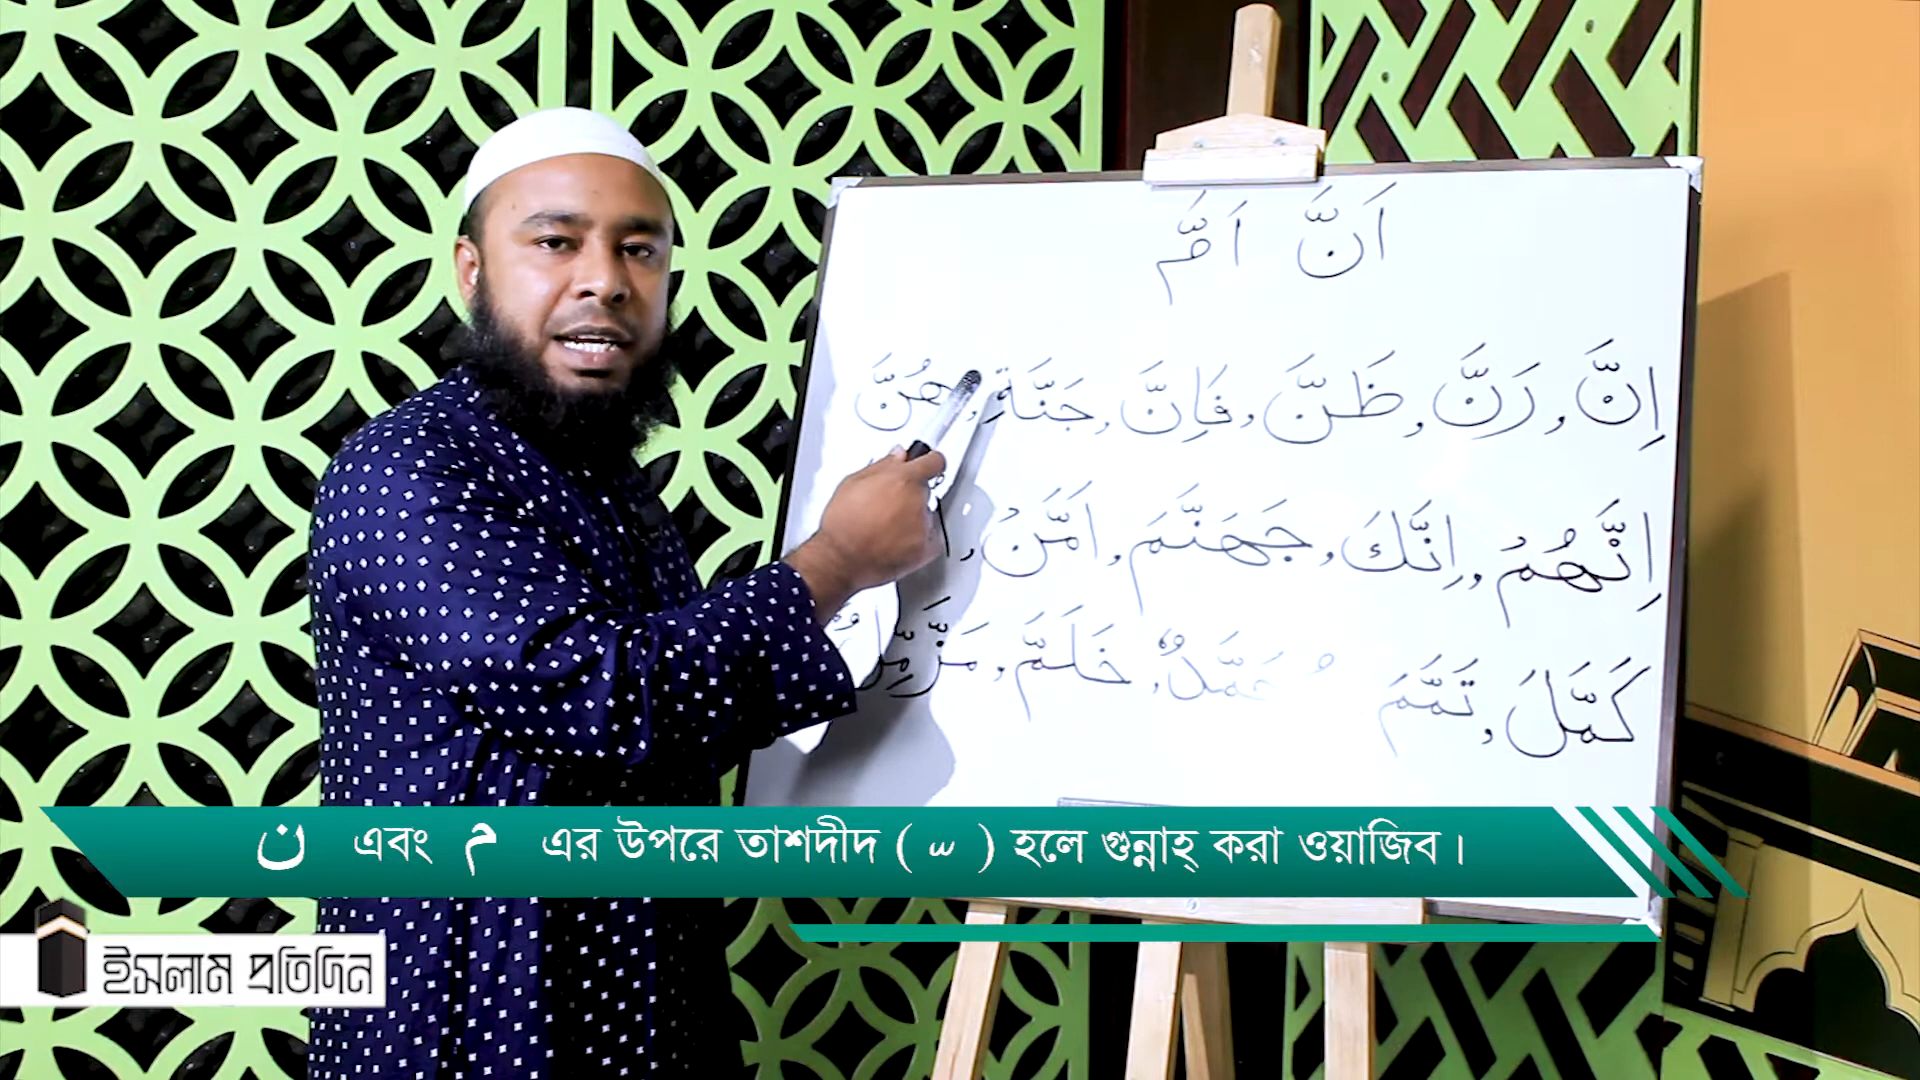 اَنَّ اَمَّ
اِنَّ, رَنَّ, ظَنَّ, فَاِنَّ, جَنَّةِ, هُنَّ
اِنَّهُمُ, اِنَّكَ, جَهَنَّمَ, اَمَّنُ,
كَمَّلَ, تَمَّمَ مُحَمَّدٌ, خَلَمَّ, مَزَّمِّلُ
ن এবং م এর উপরে তাশদীদ ( ّ ) হলে গুন্নাহ্ করা ওয়াজিব।
ইসলাম প্রতিদিন